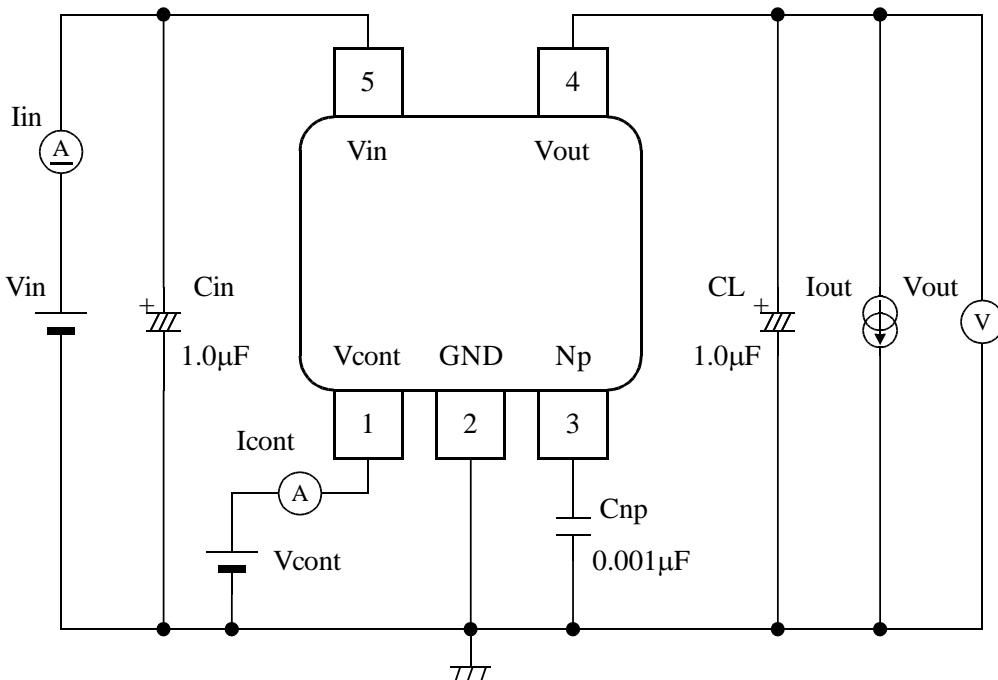 5
4
Iin
A
Vin
Vout
Vin
+
Cin
1.0μF
CL
+
1.0μF
Iout
Vout
V
Vcont
GND
Np
1
2
3
Icont
A
Vcont
Cnp
0.001μF